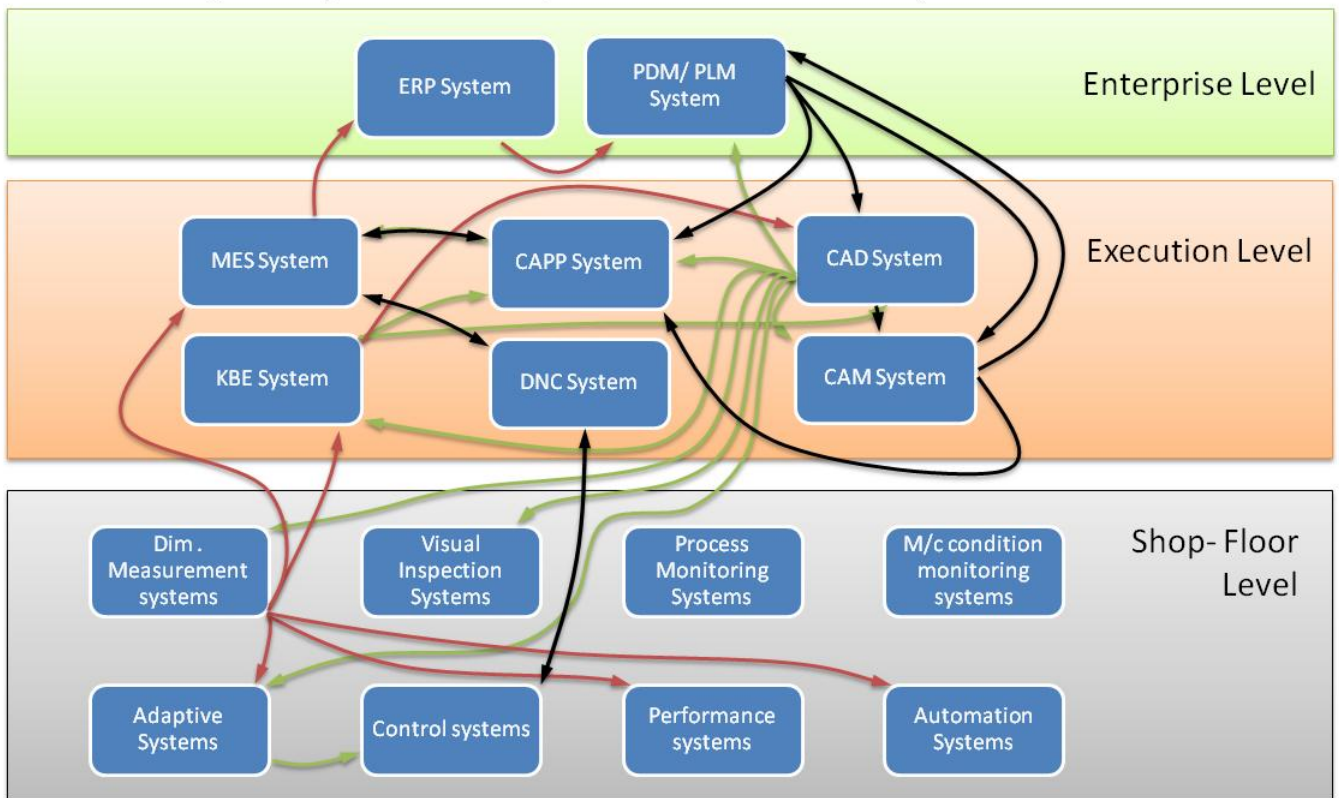 ERP System
PDM/ PLM
System
Enterprise Level
MES System
CAPP System
CAD System
Execution Level
KBE System
DNC System
CAM System
Dim .
Measurement
systems
Visual
Inspection
Systems
Process
Monitoring
Systems
M/c condition
monitoring
systems
Shop- Floor
Level
Adaptive
Systems
Control systems
Performance
systems
Automation
Systems